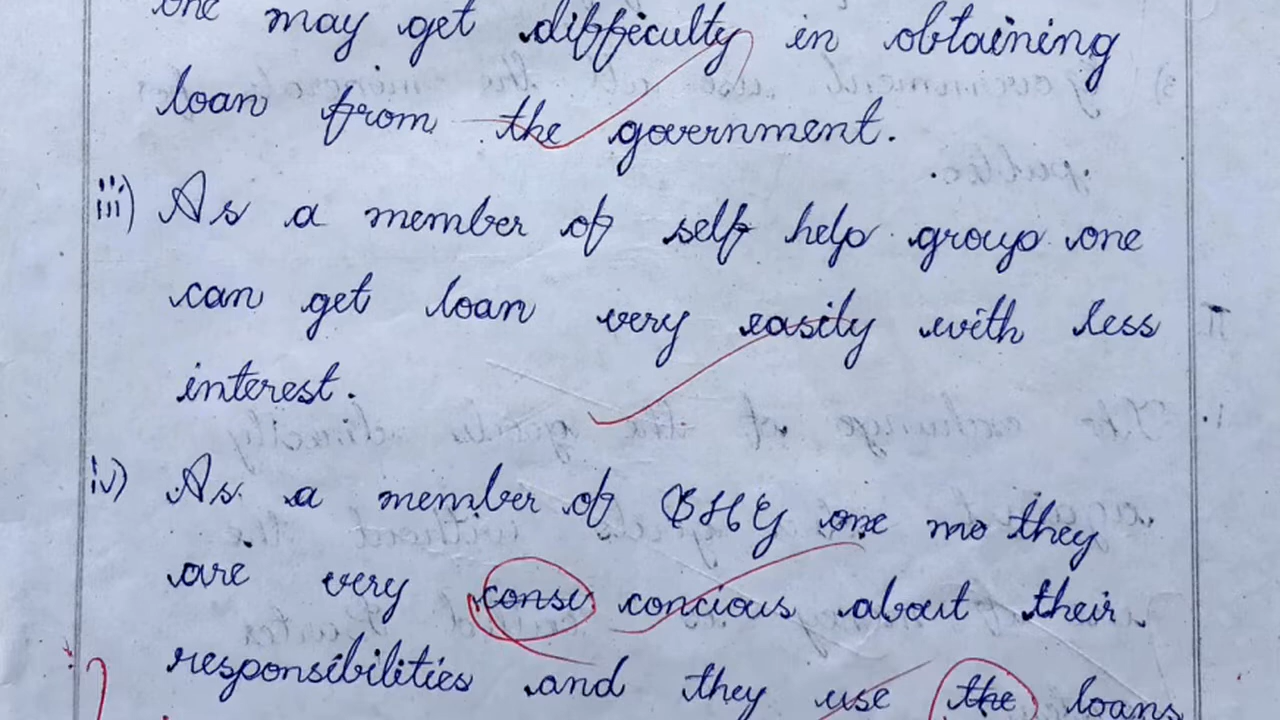 one may get difficulty in obtaining
loan from the government.
iii) As a member of self help group one
can get loan very easily with less
interest.
iv) As a member of SHG one mo they
are very consi concious about their
responsibilities and they use the loans